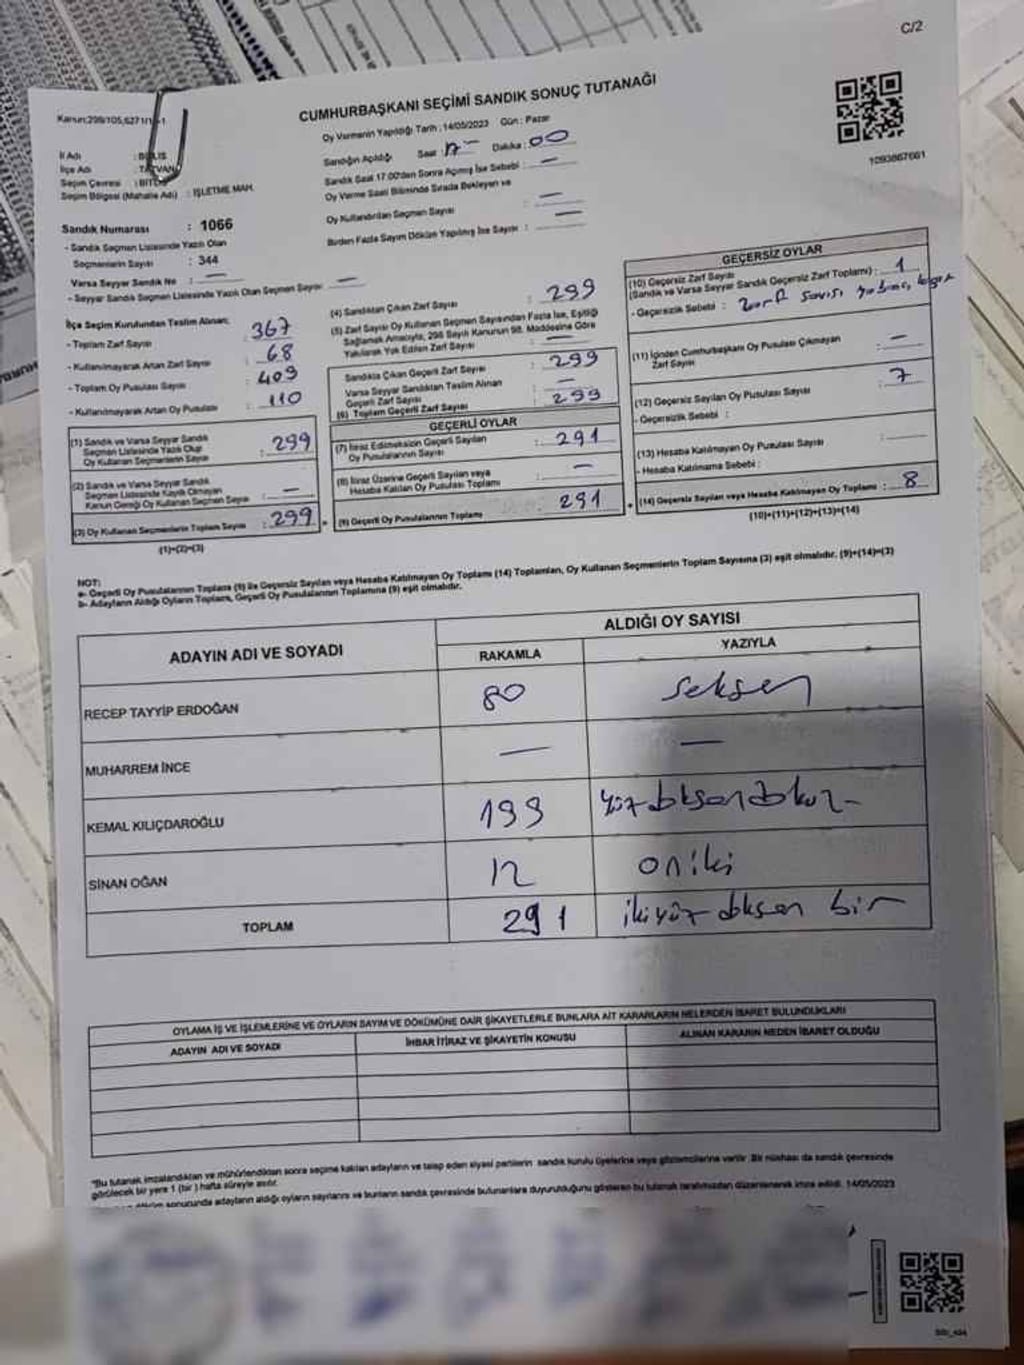 C/2
Kanun:298/105,6271/
CUMHURBAŞKANI SEÇİMİ SANDIK SONUÇ TUTANAĞI
Oy Vermenin Yapıldığı Tarih : 14/05/2023 Gün : Pazar
Sandığın Açıldığı Saat 17 Dakika : 00
Sandık Saat 17.00'den Sonra Açılmış İse Sebebi : —
Oy Verme Saati Bitiminde Sırada Bekleyen ve
Oy Kullandırılan Seçmen Sayısı : —
Birden Fazla Sayım Döküm Yapılmış İse Sayısı : —
1093867661
İl Adı : BİTLİS
İlçe Adı : TATVAN
Seçim Çevresi : BİTLİS
Seçim Bölgesi (Mahalle Adı) : İŞLETME MAH.
Sandık Numarası : 1066
- Sandık Seçmen Listesinde Yazılı Olan
Seçmenlerin Sayısı : 344
Varsa Seyyar Sandık No : —
- Seyyar Sandık Seçmen Listesinde Yazılı Olan Seçmen Sayısı : —
İlçe Seçim Kurulundan Teslim Alınan;
- Toplam Zarf Sayısı : 367
- Kullanılmayarak Artan Zarf Sayısı : 68
- Toplam Oy Pusulası Sayısı : 409
- Kullanılmayarak Artan Oy Pusulası : 110
(1) Sandık ve Varsa Seyyar Sandık
Seçmen Listesinde Yazılı Olup
Oy Kullanan Seçmenlerin Sayısı : 299
(2) Sandık ve Varsa Seyyar Sandık
Seçmen Listesinde Kayıtlı Olmayan
Kanun Gereği Oy Kullanan Seçmen Sayısı : —
(3) Oy Kullanan Seçmenlerin Toplam Sayısı : 299
(1)+(2)=(3)
(4) Sandıktan Çıkan Zarf Sayısı : 299
(5) Zarf Sayısı Oy Kullanan Seçmen Sayısından Fazla İse, Eşitliği
Sağlamak Amacıyla, 298 Sayılı Kanunun 98. Maddesine Göre
Yakılarak Yok Edilen Zarf Sayısı : —
Sandıkta Çıkan Geçerli Zarf Sayısı : 299
Varsa Seyyar Sandıktan Teslim Alınan
Geçerli Zarf Sayısı : —
(6) Toplam Geçerli Zarf Sayısı : 299
GEÇERLİ OYLAR
(7) İtiraz Edilmeksizin Geçerli Sayılan
Oy Pusulalarının Sayısı : 291
(8) İtiraz Üzerine Geçerli Sayılan veya
Hesaba Katılan Oy Pusulası Toplamı : —
(9) Geçerli Oy Pusulalarının Toplamı : 291
GEÇERSİZ OYLAR
(10) Geçersiz Zarf Sayısı
(Sandık ve Varsa Seyyar Sandık Geçersiz Zarf Toplamı) : 1
- Geçersizlik Sebebi : zarf sayısı
(11) İçinden Cumhurbaşkanı Oy Pusulası Çıkmayan
Zarf Sayısı : —
(12) Geçersiz Sayılan Oy Pusulası Sayısı : 7
- Geçersizlik Sebebi :
(13) Hesaba Katılmayan Oy Pusulası Sayısı :
- Hesaba Katılmama Sebebi :
(14) Geçersiz Sayılan veya Hesaba Katılmayan Oy Toplamı : 8
(10)+(11)+(12)+(13)=(14)
NOT:
a- Geçerli Oy Pusulalarının Toplamı (9) ile Geçersiz Sayılan veya Hesaba Katılmayan Oy Toplamı (14) Toplamları, Oy Kullanan Seçmenlerin Toplam Sayısına (3) eşit olmalıdır. (9)+(14)=(3)
b- Adayların Aldığı Oyların Toplamı, Geçerli Oy Pusulalarının Toplamına (9) eşit olmalıdır.
ADAYIN ADI VE SOYADI
ALDIĞI OY SAYISI
RAKAMLA YAZIYLA
RECEP TAYYİP ERDOĞAN 80 seksen
MUHARREM İNCE — —
KEMAL KILIÇDAROĞLU 199 yüz doksan dokuz
SİNAN OĞAN 12 oniki
TOPLAM 291 ikiyüz doksan bir
OYLAMA İŞ VE İŞLEMLERİNE VE OYLARIN SAYIM VE DÖKÜMÜNE DAİR ŞİKAYETLERLE BUNLARA AİT KARARLARIN NELERDEN İBARET BULUNDUKLARI
ADAYIN ADI VE SOYADI İHBAR İTİRAZ VE ŞİKAYETİN KONUSU ALINAN KARARIN NEDEN İBARET OLDUĞU
"Bu tutanak imzalandıktan ve mühürlendikten sonra seçime katılan adayların ve talep eden siyasi partilerin sandık kurulu üyelerine veya gözlemcilerine verilir. Bir nüshası da sandık çevresinde
görülecek bir yere 1 (bir) hafta süreyle asılır.
döküm sonucunda adayların aldığı oyların sayılarını ve bunların sandık çevresinde bulunanlara duyurulduğunu gösteren bu tutanak tarafımızdan düzenlenerek imza edildi. 14/05/2023